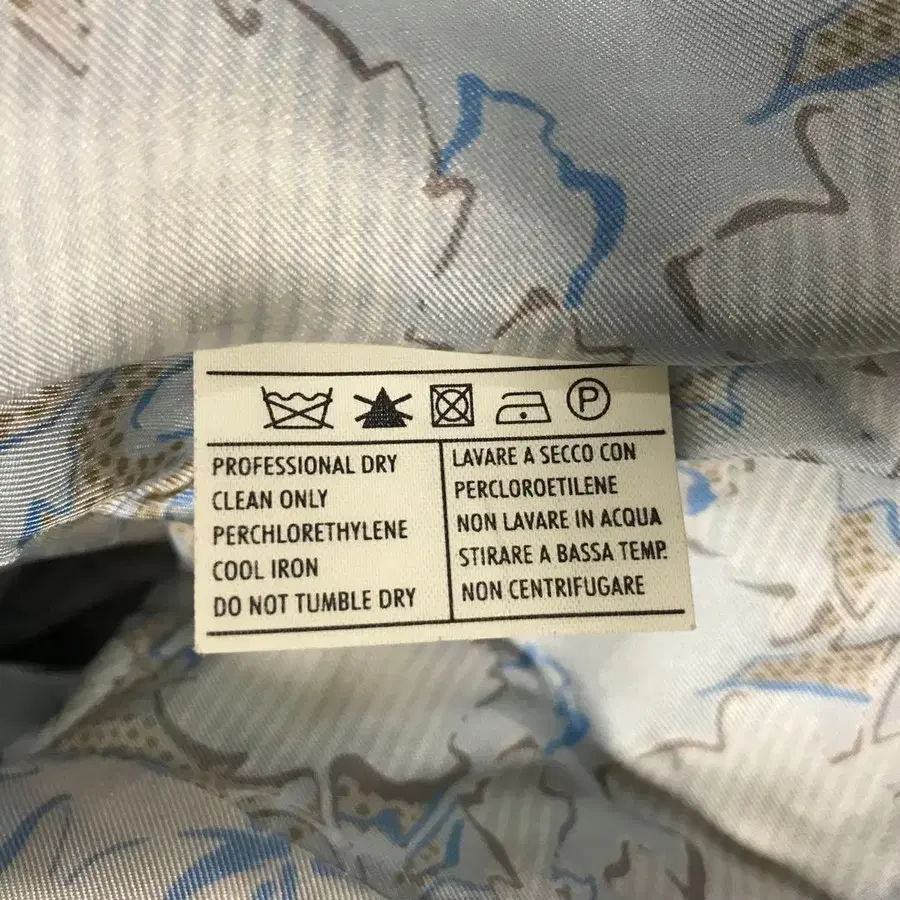 P
PROFESSIONAL DRY
CLEAN ONLY
PERCHLORETHYLENE
COOL IRON
DO NOT TUMBLE DRY
LAVARE A SECCO CON
PERCLOROETILENE
NON LAVARE IN ACQUA
STIRARE A BASSA TEMP.
NON CENTRIFUGARE